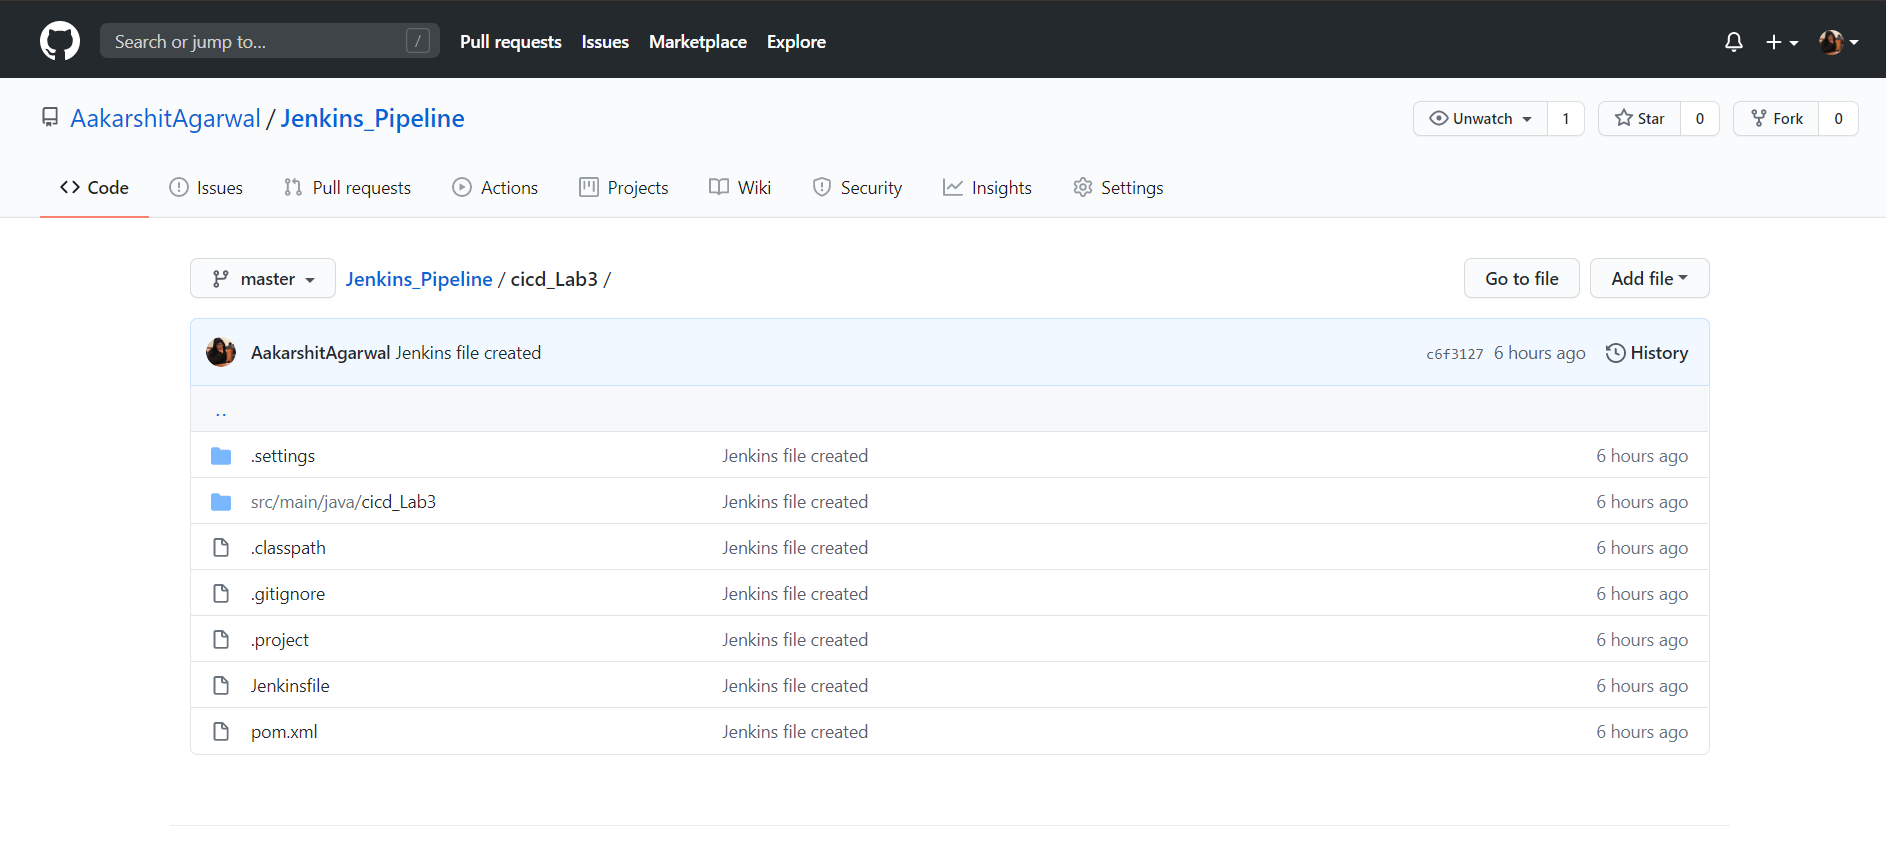 Search or jump to... / Pull requests Issues Marketplace Explore
AakarshitAgarwal / Jenkins_Pipeline Unwatch 1 Star 0 Fork 0
Code Issues Pull requests Actions Projects Wiki Security Insights Settings
master Jenkins_Pipeline / cicd_Lab3 / Go to file Add file
AakarshitAgarwal Jenkins file created c6f3127 6 hours ago History
..
.settings Jenkins file created 6 hours ago
src/main/java/cicd_Lab3 Jenkins file created 6 hours ago
.classpath Jenkins file created 6 hours ago
.gitignore Jenkins file created 6 hours ago
.project Jenkins file created 6 hours ago
Jenkinsfile Jenkins file created 6 hours ago
pom.xml Jenkins file created 6 hours ago